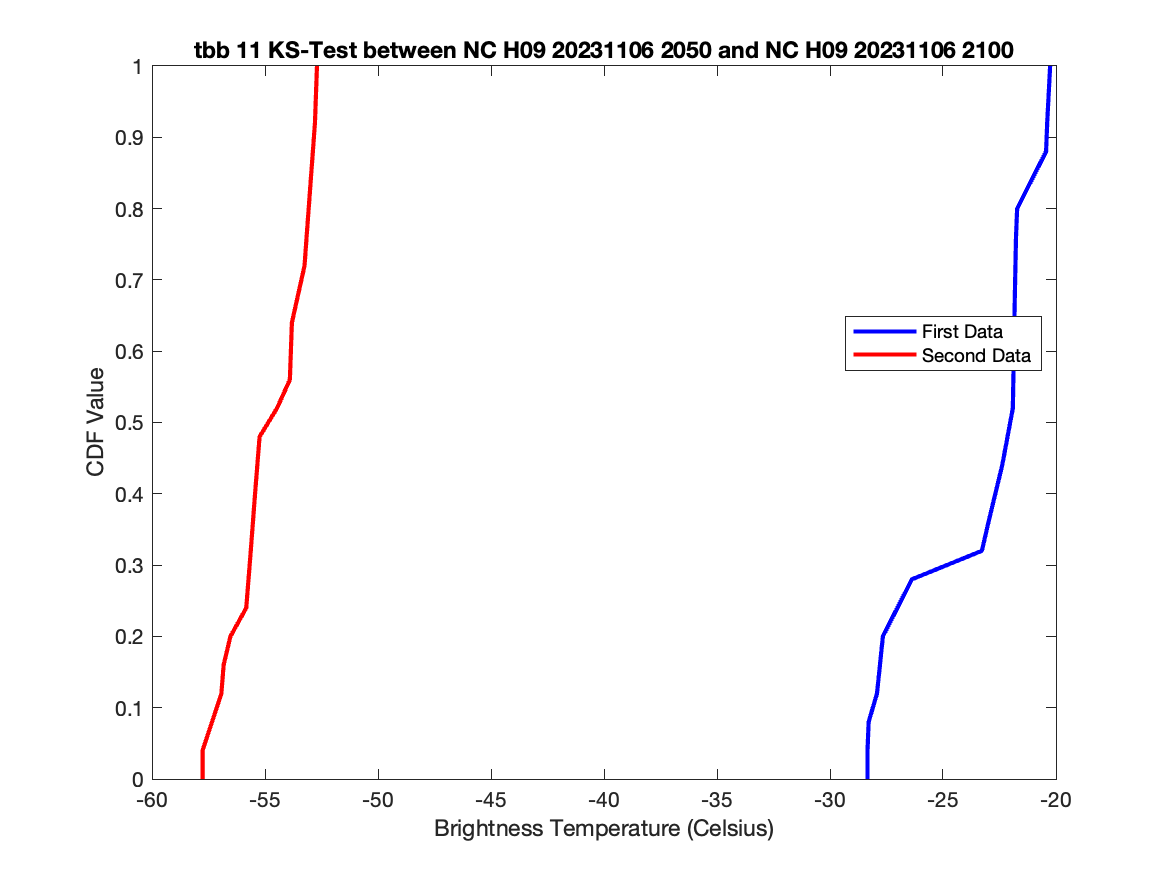 tbb 11 KS-Test between NC H09 20231106 2050 and NC H09 20231106 2100
1
0.9
0.8
0.7
0.6
0.5
0.4
0.3
0.2
0.1
0
CDF Value
First Data
Second Data
-60 -55 -50 -45 -40 -35 -30 -25 -20
Brightness Temperature (Celsius)